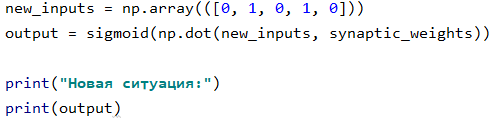 new_inputs = np.array(([0, 1, 0, 1, 0]))
output = sigmoid(np.dot(new_inputs, synaptic_weights))
print("Новая ситуация:")
print(output)